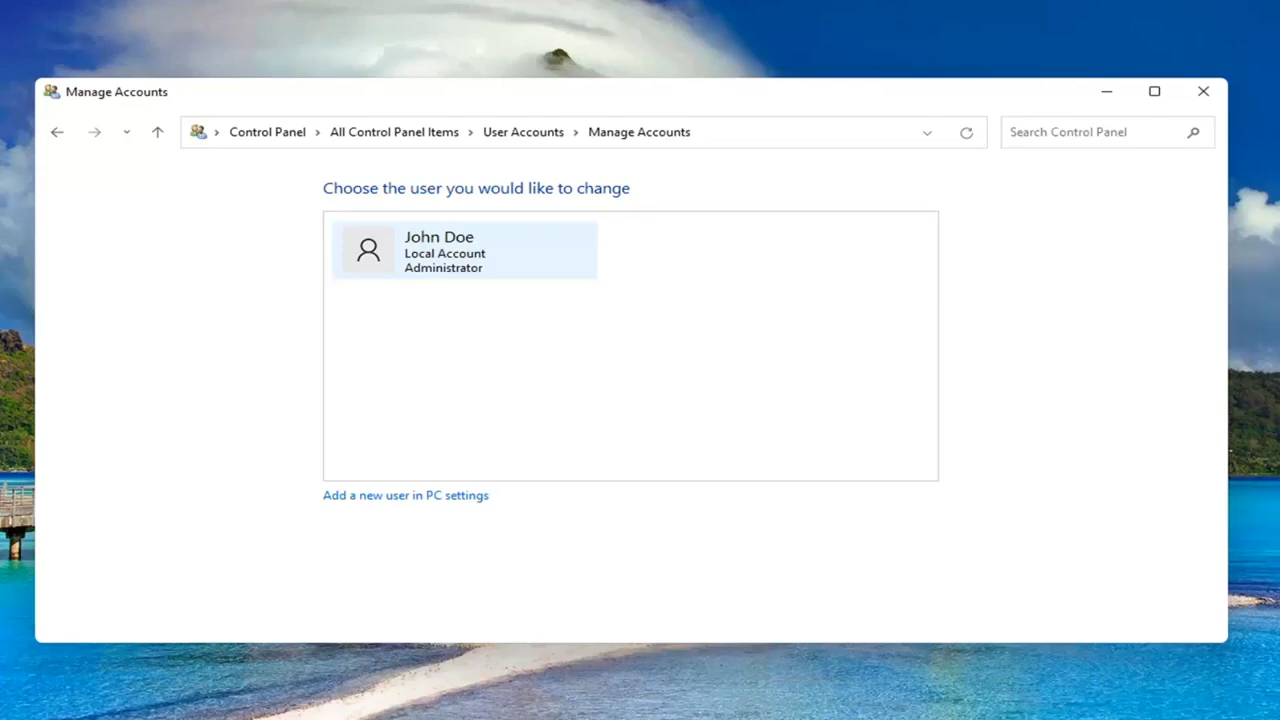 Manage Accounts
Control Panel > All Control Panel Items > User Accounts > Manage Accounts
Search Control Panel
Choose the user you would like to change
John Doe
Local Account
Administrator
Add a new user in PC settings